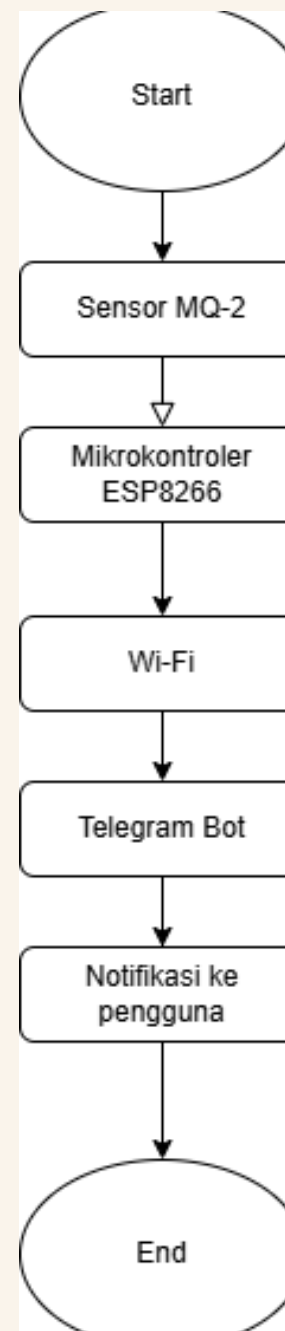 Start
Sensor MQ-2
Mikrokontroler
ESP8266
Wi-Fi
Telegram Bot
Notifikasi ke
pengguna
End